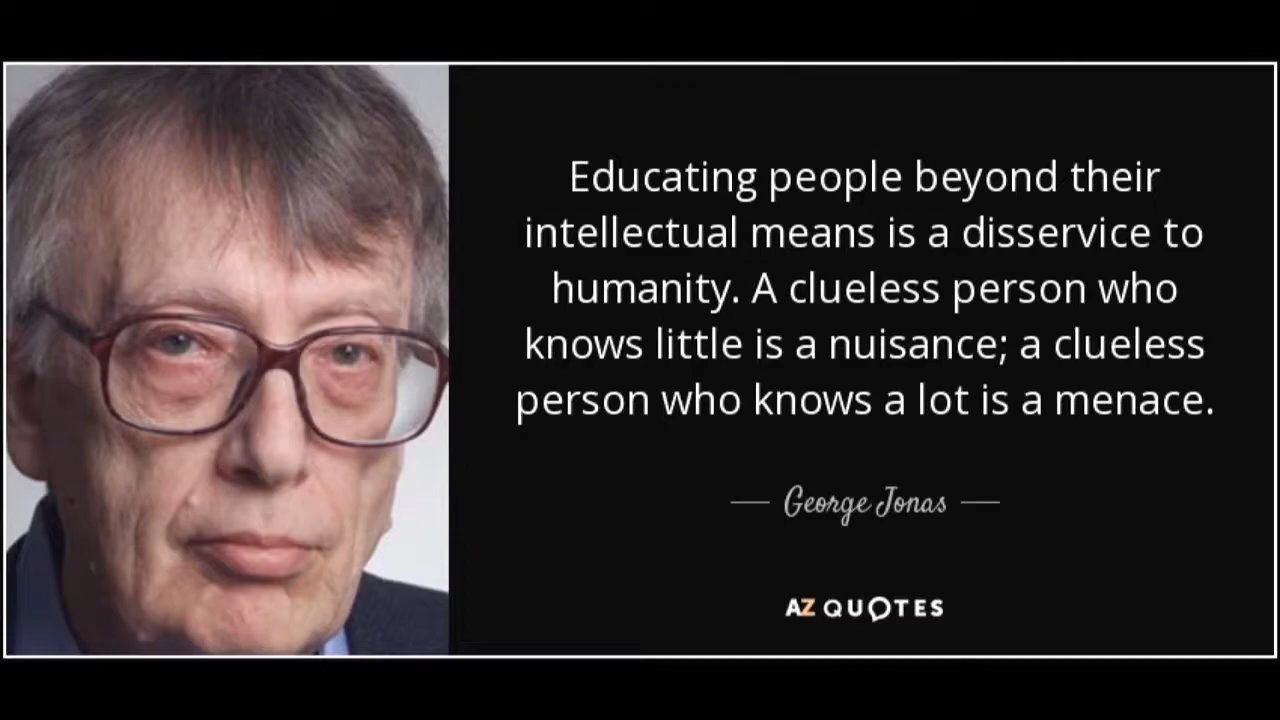 Educating people beyond their
intellectual means is a disservice to
humanity. A clueless person who
knows little is a nuisance; a clueless
person who knows a lot is a menace.
George Jonas
AZ QUOTES